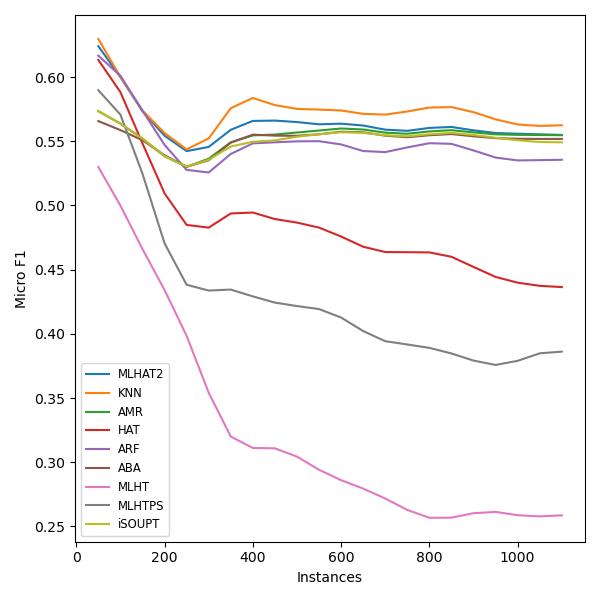 Micro F1
0.60
0.55
0.50
0.45
0.40
0.35
0.30
0.25
MLHAT2
KNN
AMR
HAT
ARF
ABA
MLHT
MLHTPS
iSOUPT
0 200 400 600 800 1000
Instances